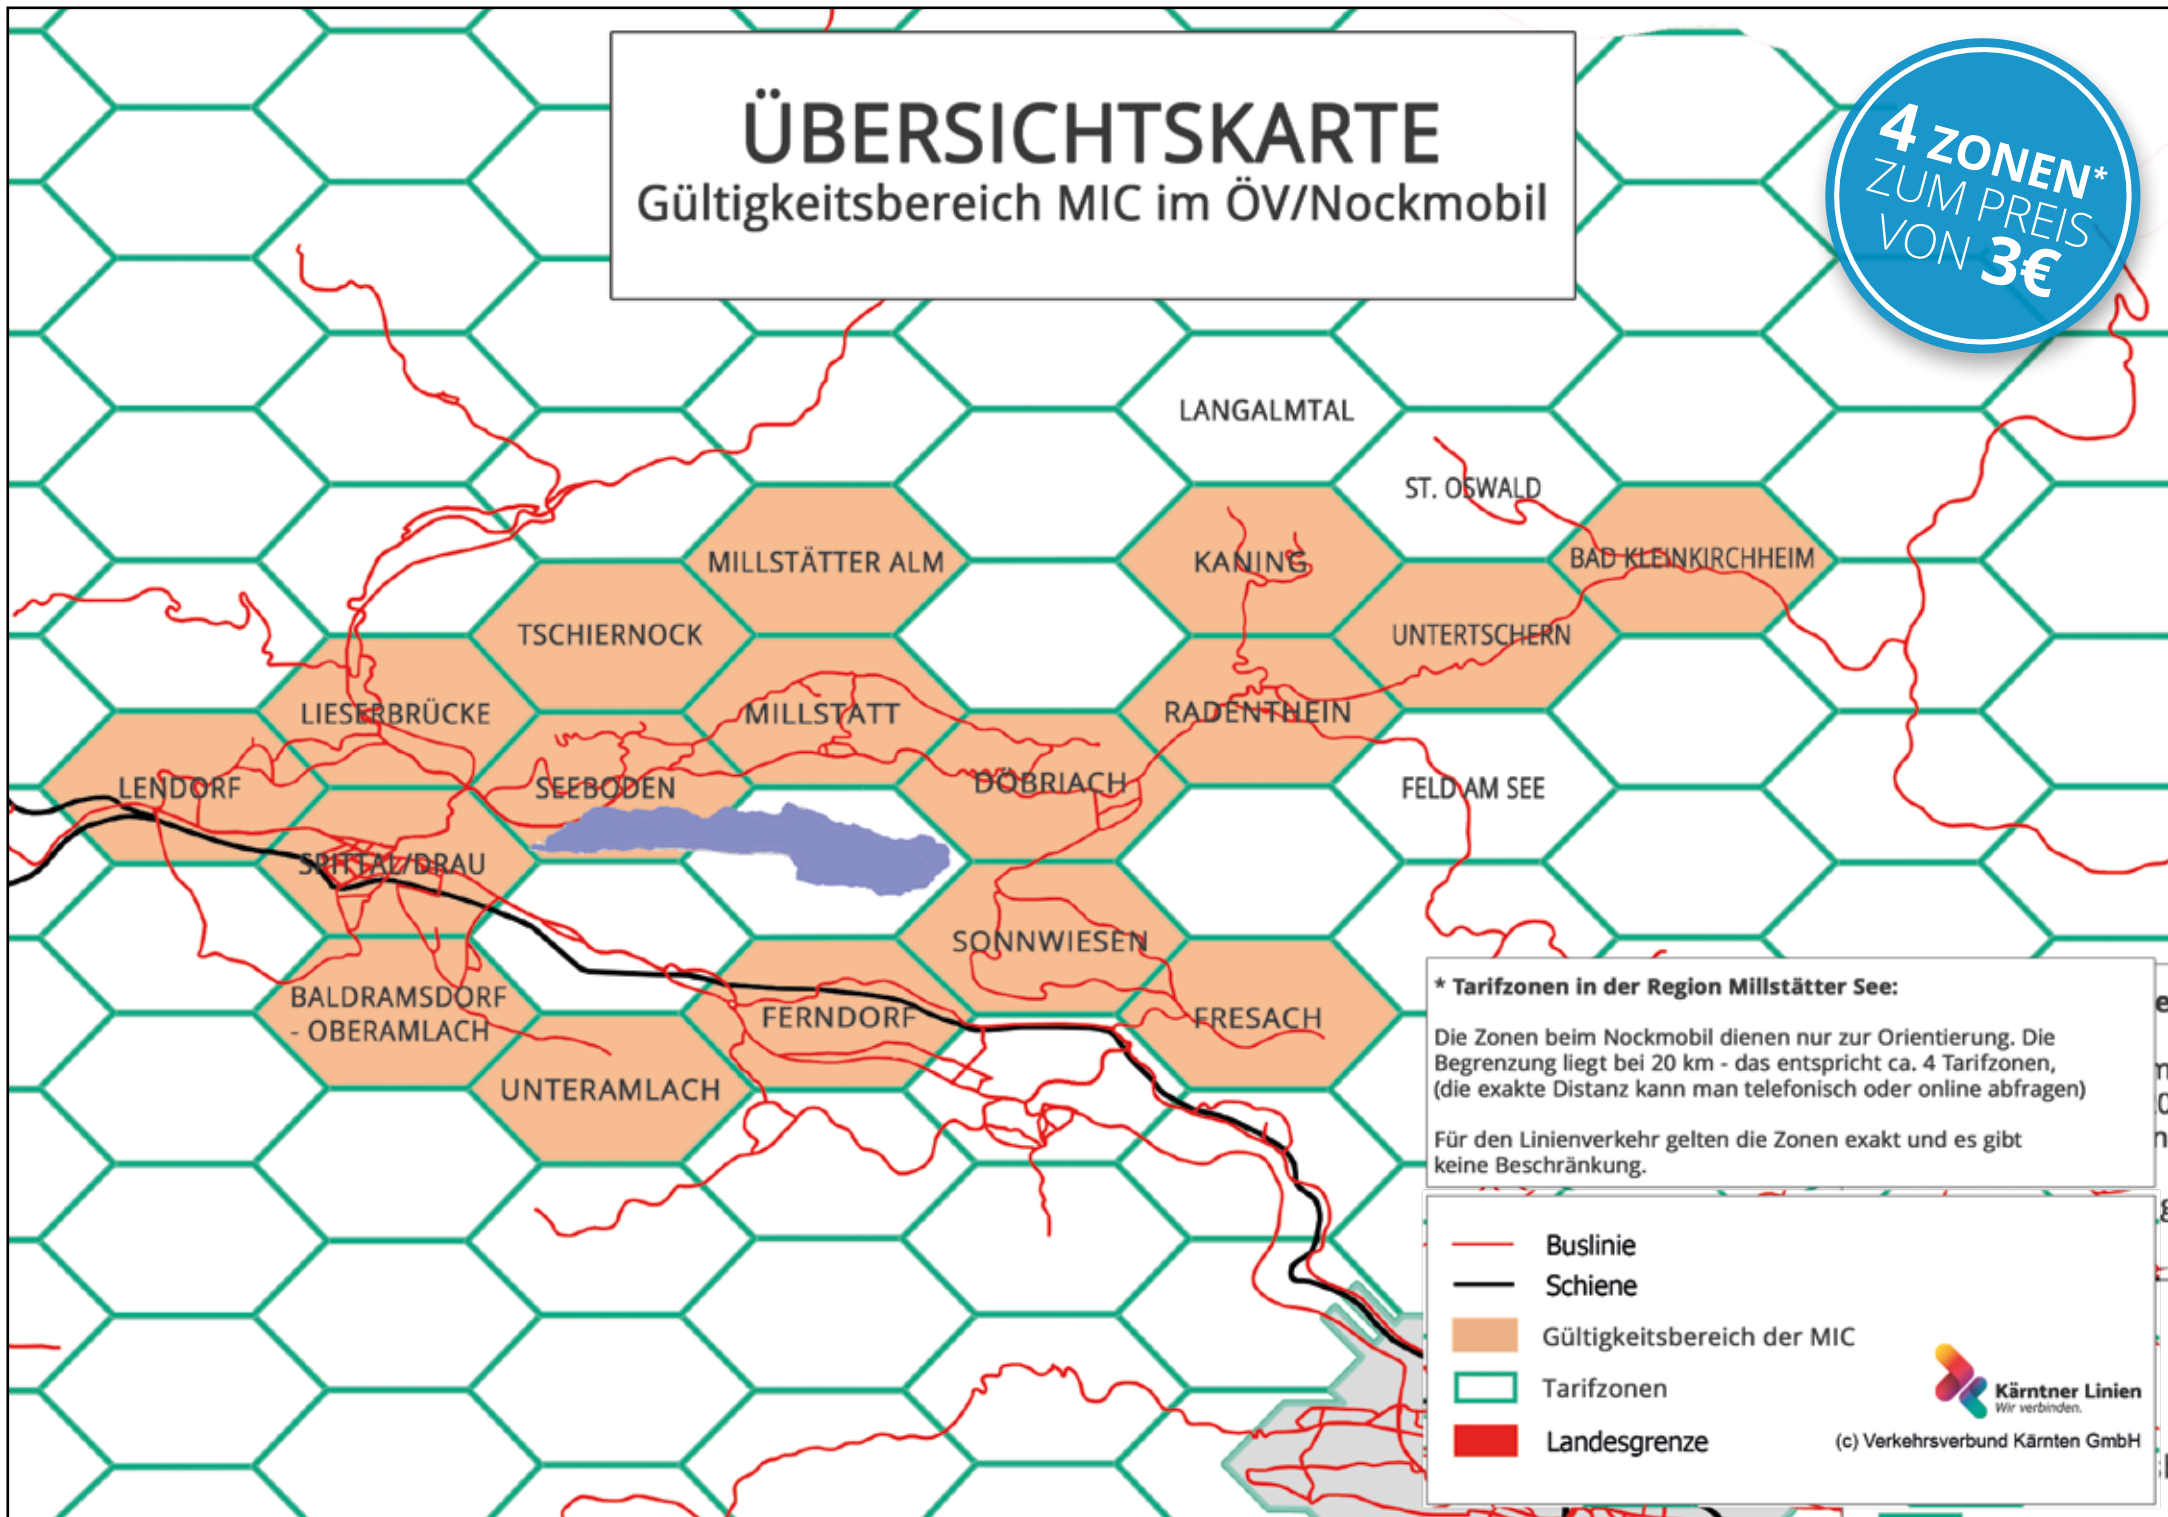 ÜBERSICHTSKARTE
Gültigkeitsbereich MIC im ÖV/Nockmobil
4 ZONEN*
ZUM PREIS
VON 3€
LANGALMTAL
ST. OSWALD
MILLSTÄTTER ALM
KANING
BAD KLEINKIRCHHEIM
TSCHIERNOCK
UNTERTSCHERN
LIESERBRÜCKE
MILLSTATT
RADENTHEIN
LENDORF
SEEBODEN
DÖBRIACH
FELD AM SEE
SPITTAL/DRAU
SONNWIESEN
BALDRAMSDORF
- OBERAMLACH
FERNDORF
FRESACH
UNTERAMLACH
* Tarifzonen in der Region Millstätter See:
Die Zonen beim Nockmobil dienen nur zur Orientierung. Die
Begrenzung liegt bei 20 km - das entspricht ca. 4 Tarifzonen,
(die exakte Distanz kann man telefonisch oder online abfragen)
Für den Linienverkehr gelten die Zonen exakt und es gibt
keine Beschränkung.
Buslinie
Schiene
Gültigkeitsbereich der MIC
Tarifzonen
Landesgrenze
Kärntner Linien
Wir verbinden.
(c) Verkehrsverbund Kärnten GmbH